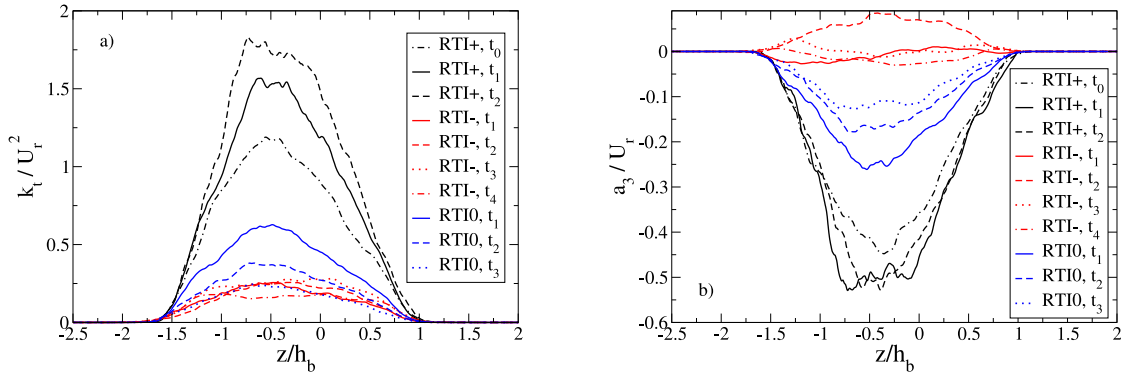 a)
k_t / U_r^2
2
1.5
1
0.5
0
-2.5 -2 -1.5 -1 -0.5 0 0.5 1 1.5 2
z/h_b
RTI+, t_0
RTI+, t_1
RTI+, t_2
RTI-, t_1
RTI-, t_2
RTI-, t_3
RTI-, t_4
RTI0, t_1
RTI0, t_2
RTI0, t_3
b)
a_3 / U_r
0
-0.1
-0.2
-0.3
-0.4
-0.5
-0.6
-2.5 -2 -1.5 -1 -0.5 0 0.5 1 1.5 2
z/h_b
RTI+, t_0
RTI+, t_1
RTI+, t_2
RTI-, t_1
RTI-, t_2
RTI-, t_3
RTI-, t_4
RTI0, t_1
RTI0, t_2
RTI0, t_3